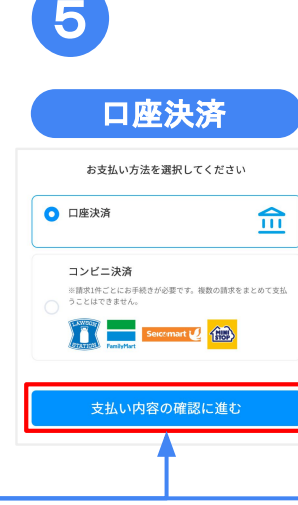 5
口座決済
お支払い方法を選択してください
口座決済
コンビニ決済
※請求1件ごとにお手続きが必要です。複数の請求をまとめて支払
うことはできません。
LAWSON
STATION
FamilyMart
Seicomart
MINI
STOP
支払い内容の確認に進む